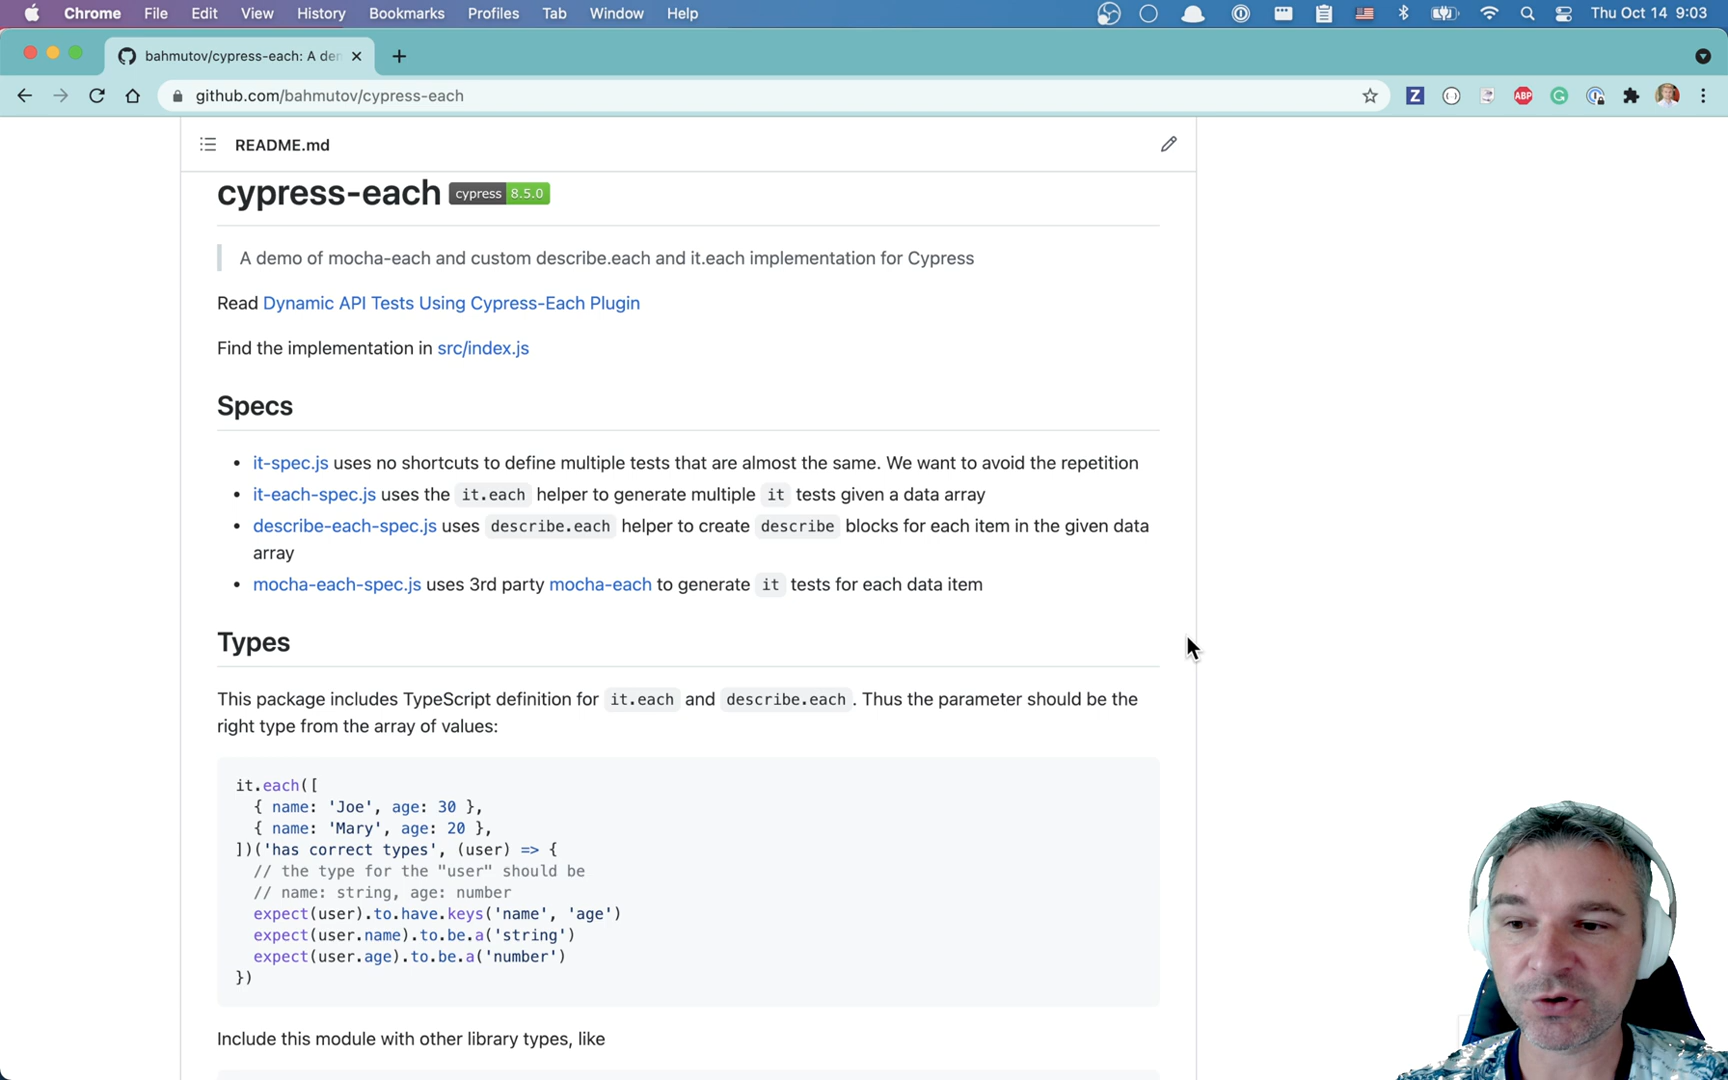 Chrome File Edit View History Bookmarks Profiles Tab Window Help Thu Oct 14 9:03
bahmutov/cypress-each: A den
github.com/bahmutov/cypress-each
Z ABP G
README.md
cypress-each cypress 8.5.0
A demo of mocha-each and custom describe.each and it.each implementation for Cypress
Read Dynamic API Tests Using Cypress-Each Plugin
Find the implementation in src/index.js
Specs
• it-spec.js uses no shortcuts to define multiple tests that are almost the same. We want to avoid the repetition
• it-each-spec.js uses the it.each helper to generate multiple it tests given a data array
• describe-each-spec.js uses describe.each helper to create describe blocks for each item in the given data
array
• mocha-each-spec.js uses 3rd party mocha-each to generate it tests for each data item
Types
This package includes TypeScript definition for it.each and describe.each. Thus the parameter should be the
right type from the array of values:
it.each([
  { name: 'Joe', age: 30 },
  { name: 'Mary', age: 20 },
])('has correct types', (user) => {
  // the type for the "user" should be
  // name: string, age: number
  expect(user).to.have.keys('name', 'age')
  expect(user.name).to.be.a('string')
  expect(user.age).to.be.a('number')
})
Include this module with other library types, like